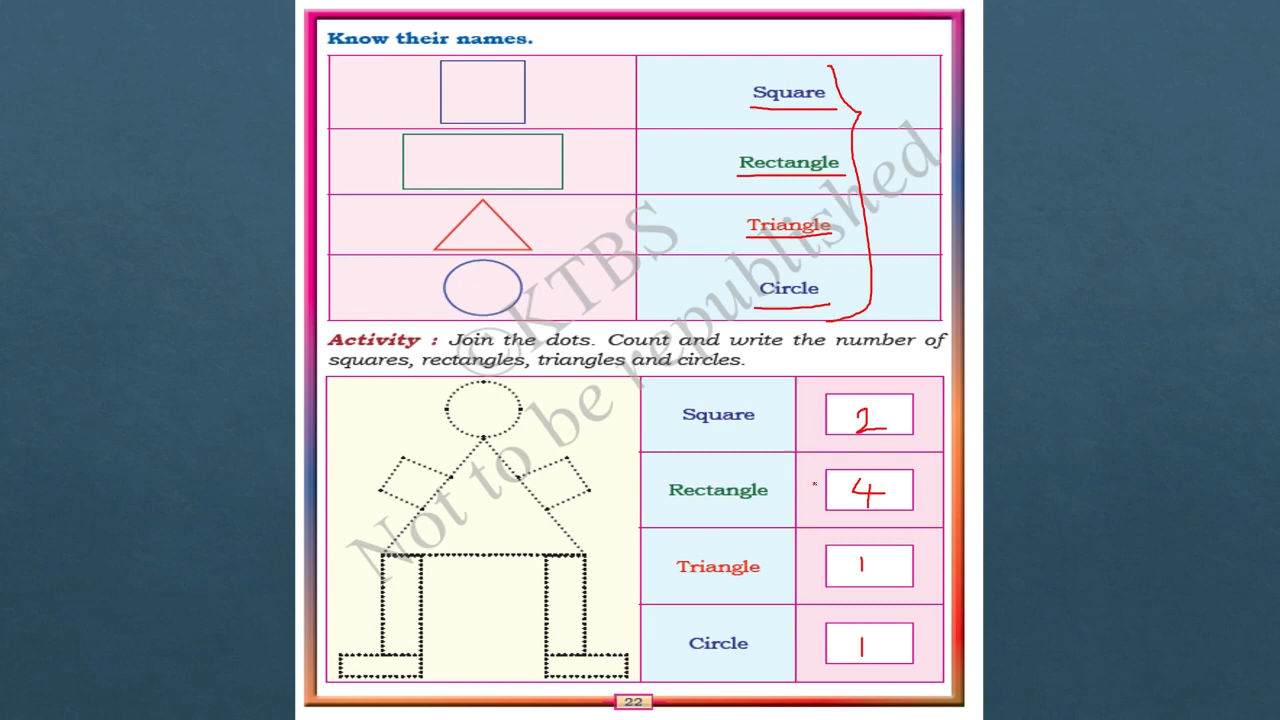 Know their names.
Square
Rectangle
Triangle
Circle
Activity : Join the dots. Count and write the number of
squares, rectangles, triangles and circles.
Square 2
Rectangle 4
Triangle 1
Circle 1
©KTBS
Not to be republished
22